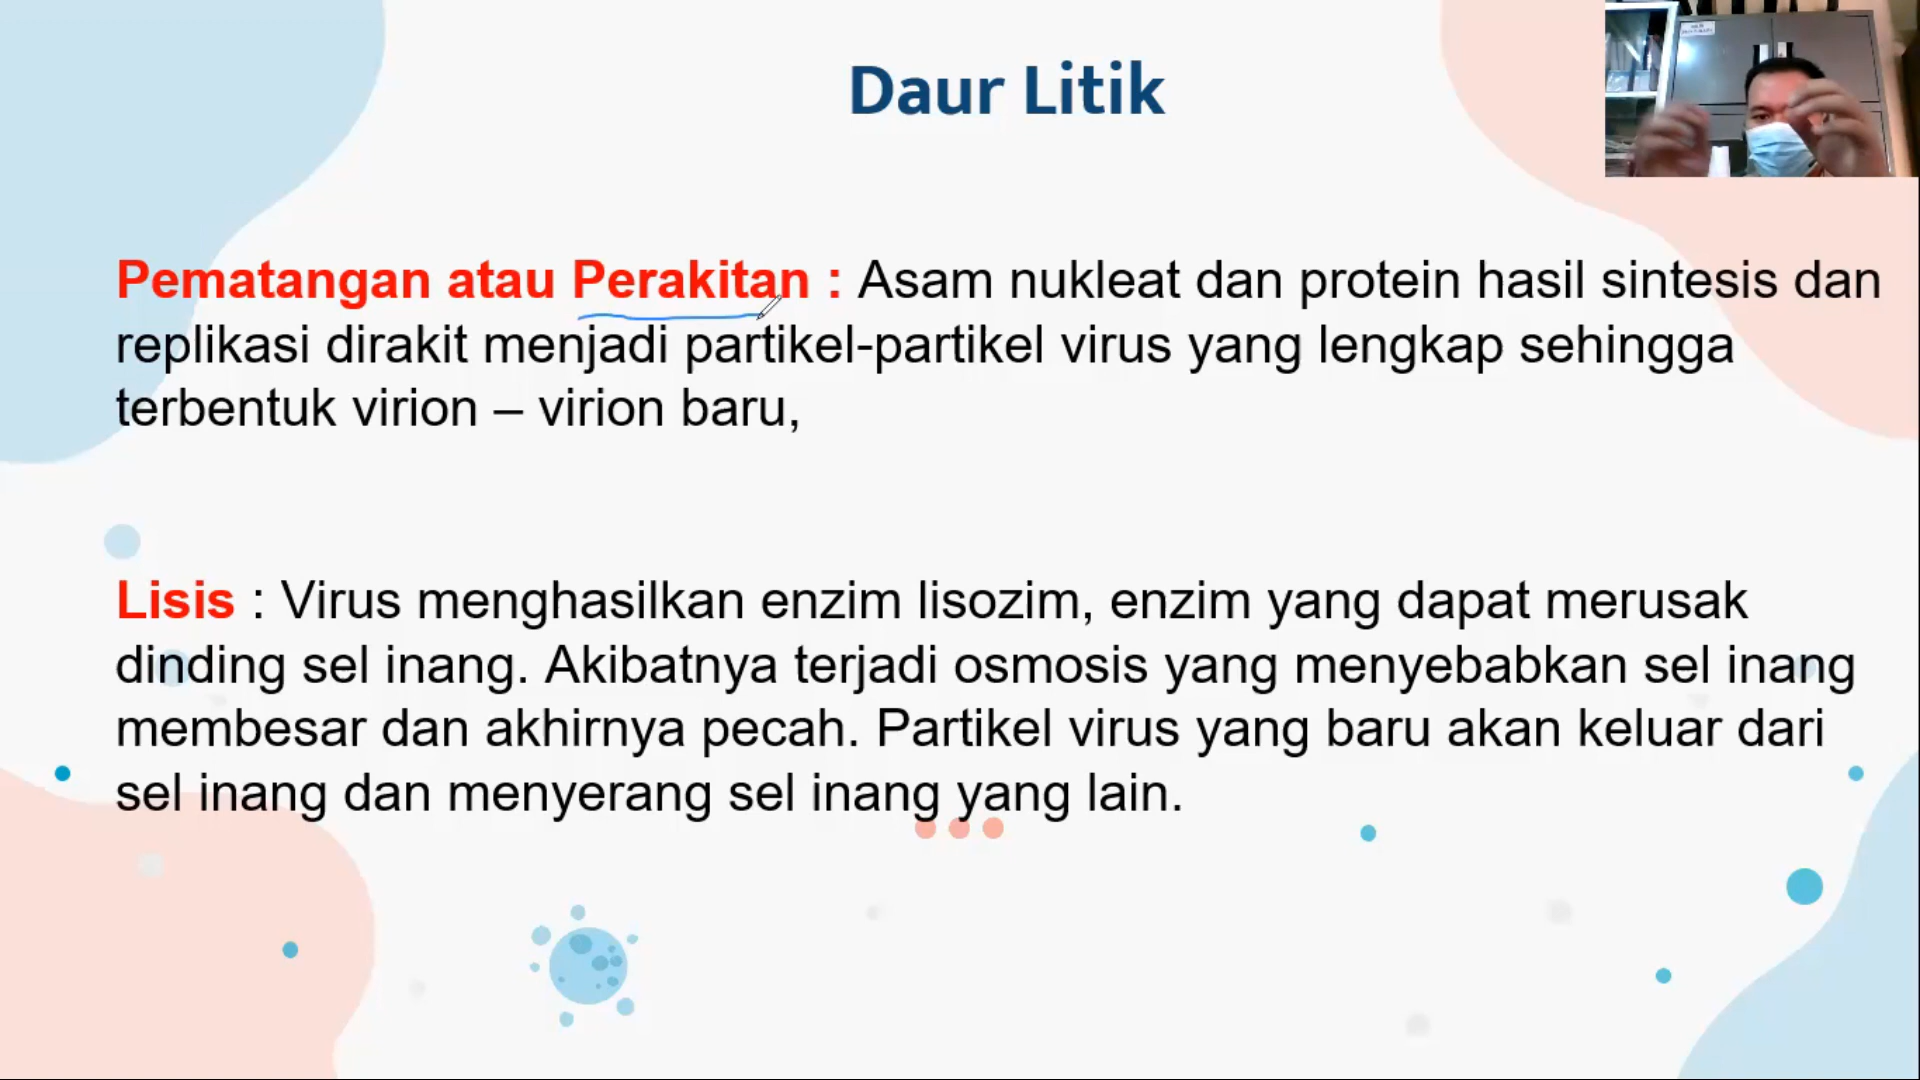 Daur Litik
Pematangan atau Perakitan : Asam nukleat dan protein hasil sintesis dan
replikasi dirakit menjadi partikel-partikel virus yang lengkap sehingga
terbentuk virion – virion baru,
Lisis : Virus menghasilkan enzim lisozim, enzim yang dapat merusak
dinding sel inang. Akibatnya terjadi osmosis yang menyebabkan sel inang
membesar dan akhirnya pecah. Partikel virus yang baru akan keluar dari
sel inang dan menyerang sel inang yang lain.